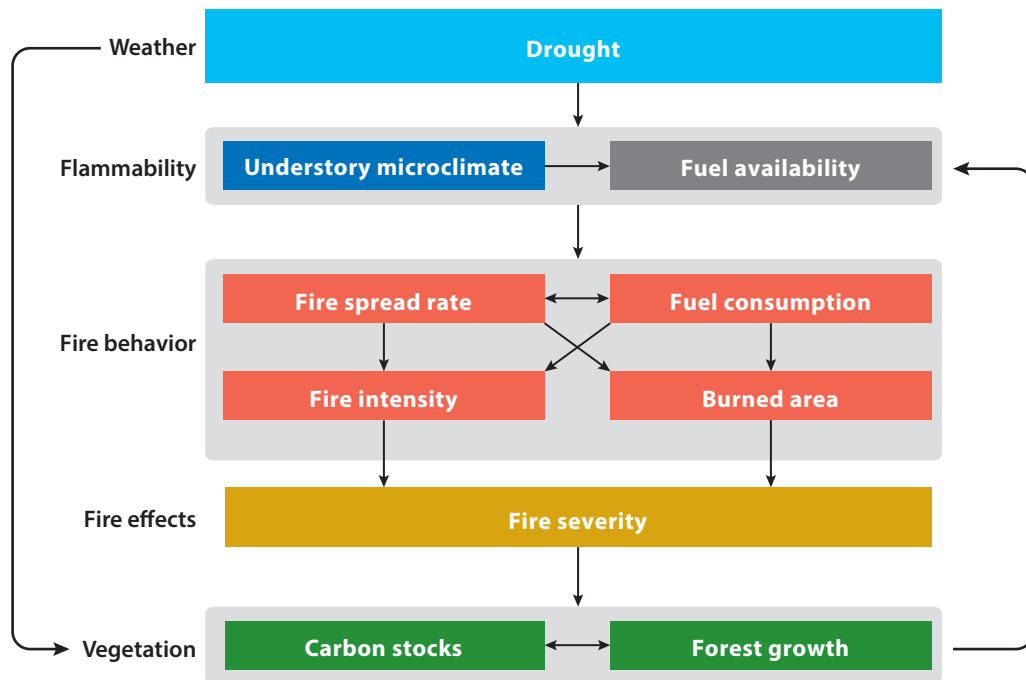 Weather
Drought
Flammability
Understory microclimate
Fuel availability
Fire behavior
Fire spread rate
Fuel consumption
Fire intensity
Burned area
Fire effects
Fire severity
Vegetation
Carbon stocks
Forest growth